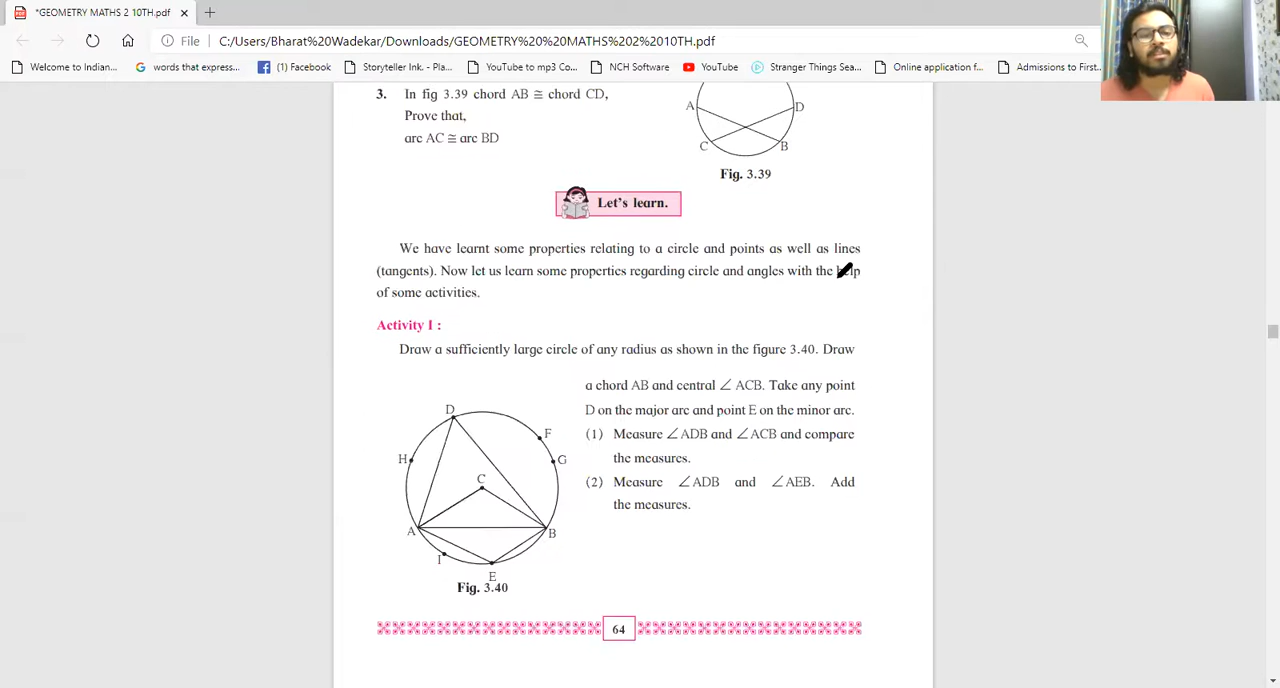 *GEOMETRY MATHS 2 10TH.pdf
File C:/Users/Bharat%20Wadekar/Downloads/GEOMETRY%20%20MATHS%202%2010TH.pdf
Welcome to Indian... words that express... (1) Facebook Storyteller Ink. - Pla... YouTube to mp3 Co... NCH Software YouTube Stranger Things Sea... Online application f... Admissions to First...
3. In fig 3.39 chord AB ≅ chord CD,
Prove that,
arc AC ≅ arc BD
A D
C B
Fig. 3.39
Let's learn.
We have learnt some properties relating to a circle and points as well as lines
(tangents). Now let us learn some properties regarding circle and angles with the help
of some activities.
Activity I :
Draw a sufficiently large circle of any radius as shown in the figure 3.40. Draw
a chord AB and central ∠ ACB. Take any point
D on the major arc and point E on the minor arc.
(1) Measure ∠ADB and ∠ACB and compare
the measures.
(2) Measure ∠ADB and ∠AEB. Add
the measures.
D
F
H G
C
A B
I
E
Fig. 3.40
64